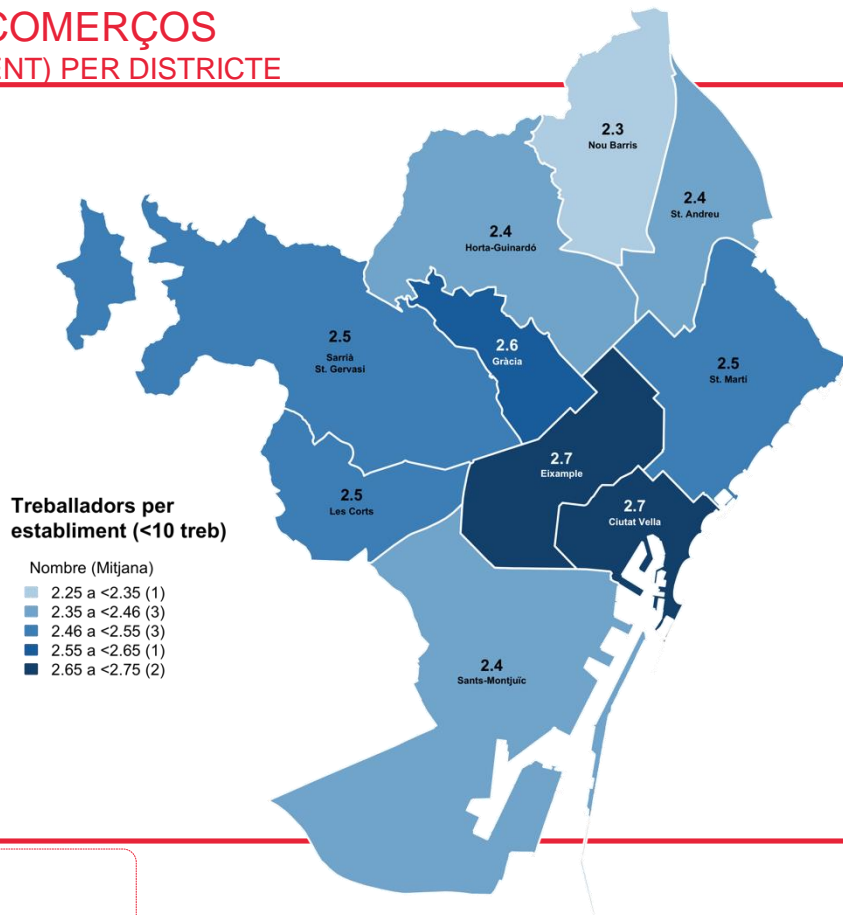 COMERÇOS
ENT) PER DISTRICTE
2.3
Nou Barris
2.4
St. Andreu
2.4
Horta-Guinardó
2.5
Sarrià
St. Gervasi
2.6
Gràcia
2.5
St. Martí
2.7
Eixample
2.5
Les Corts
2.7
Ciutat Vella
2.4
Sants-Montjuïc
Treballadors per
establiment (<10 treb)
Nombre (Mitjana)
2.25 a <2.35 (1)
2.35 a <2.46 (3)
2.46 a <2.55 (3)
2.55 a <2.65 (1)
2.65 a <2.75 (2)